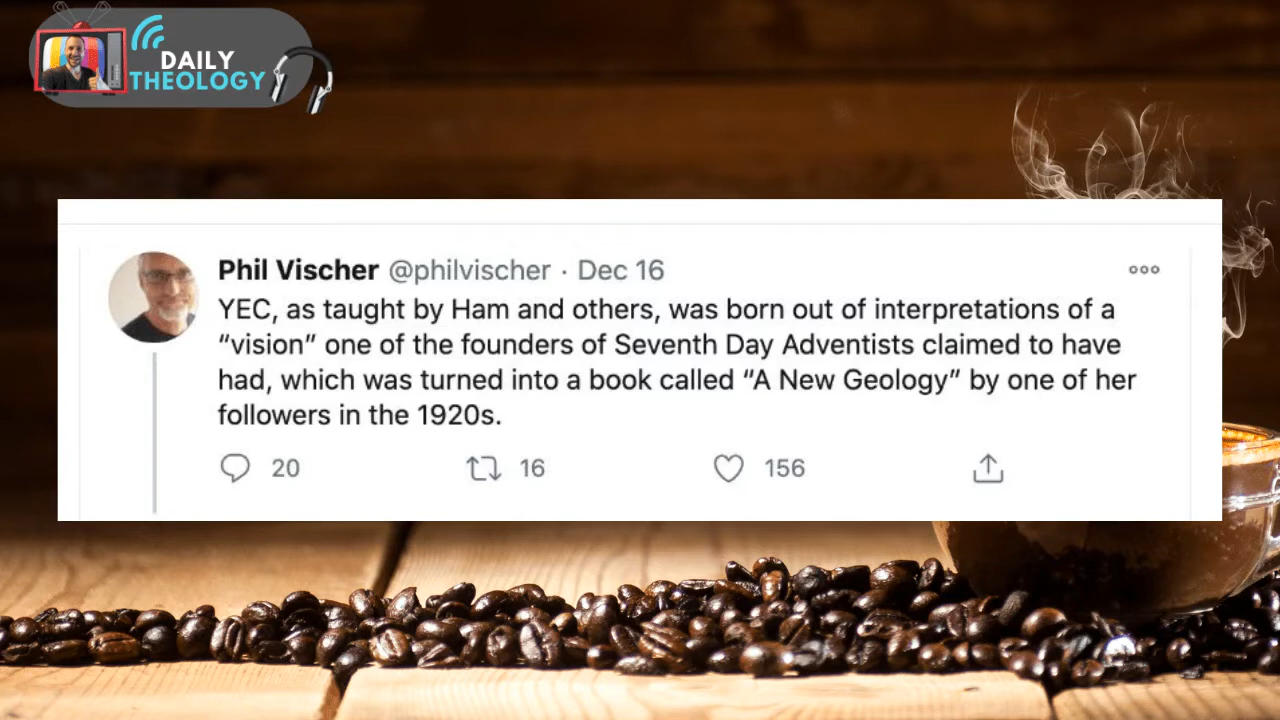 DAILY
THEOLOGY
Phil Vischer @philvischer · Dec 16
YEC, as taught by Ham and others, was born out of interpretations of a
“vision” one of the founders of Seventh Day Adventists claimed to have
had, which was turned into a book called “A New Geology” by one of her
followers in the 1920s.
20 16 156